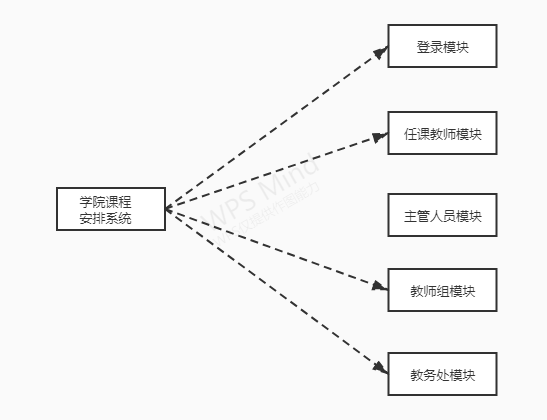 登录模块
任课教师模块
学院课程
安排系统
主管人员模块
教师组模块
教务处模块
WPS Mind